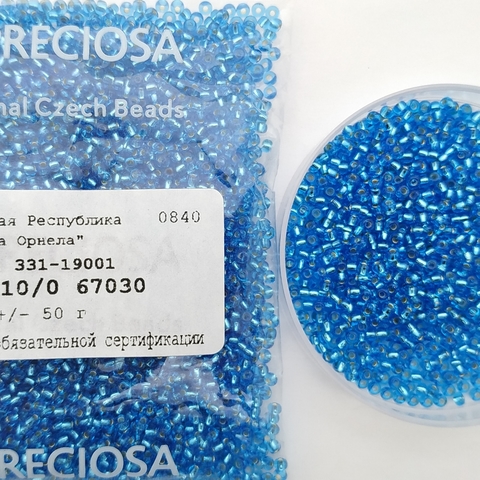 RECIOSA
nal Czech Beads
ая Республика 0840
а Орнела"
331-19001
10/0 67030
+/- 50 г
бязательной сертификации
RECIOSA